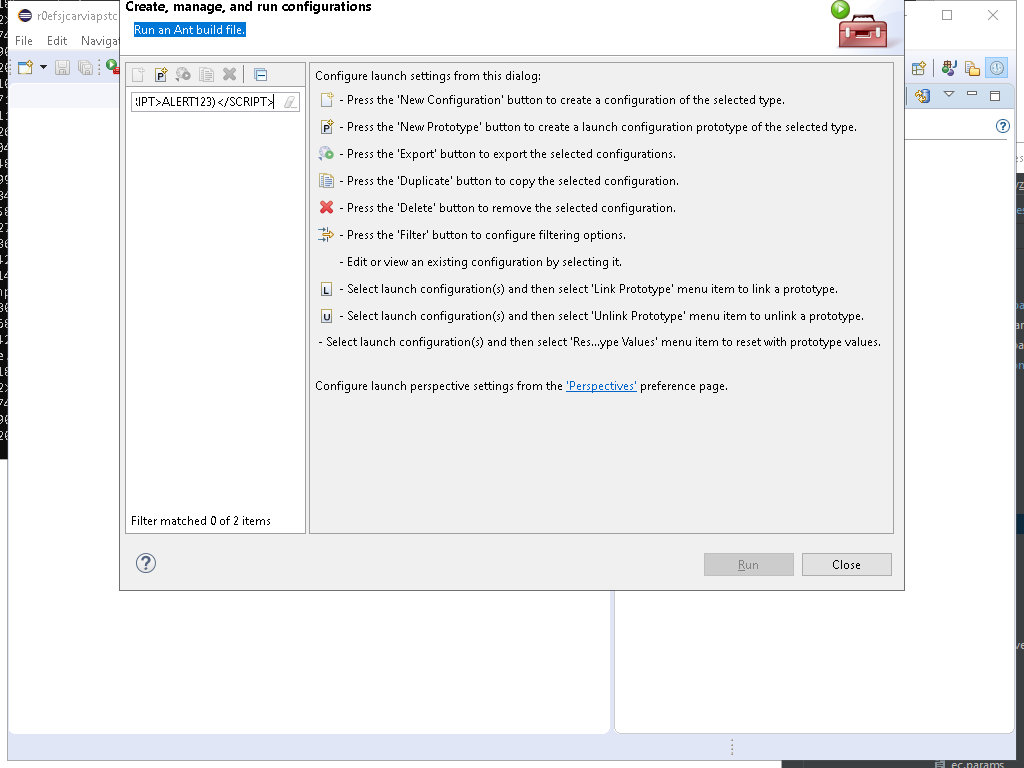 Create, manage, and run configurations
r0efsjcarviapstc
Run an Ant build file.
File Edit Navigat
!IPT>ALERT123)</SCRIPT>
Filter matched 0 of 2 items
Configure launch settings from this dialog:
- Press the 'New Configuration' button to create a configuration of the selected type.
P - Press the 'New Prototype' button to create a launch configuration prototype of the selected type.
- Press the 'Export' button to export the selected configurations.
- Press the 'Duplicate' button to copy the selected configuration.
- Press the 'Delete' button to remove the selected configuration.
- Press the 'Filter' button to configure filtering options.
- Edit or view an existing configuration by selecting it.
L - Select launch configuration(s) and then select 'Link Prototype' menu item to link a prototype.
U - Select launch configuration(s) and then select 'Unlink Prototype' menu item to unlink a prototype.
- Select launch configuration(s) and then select 'Res...ype Values' menu item to reset with prototype values.
Configure launch perspective settings from the 'Perspectives' preference page.
Run
Close
ec.params